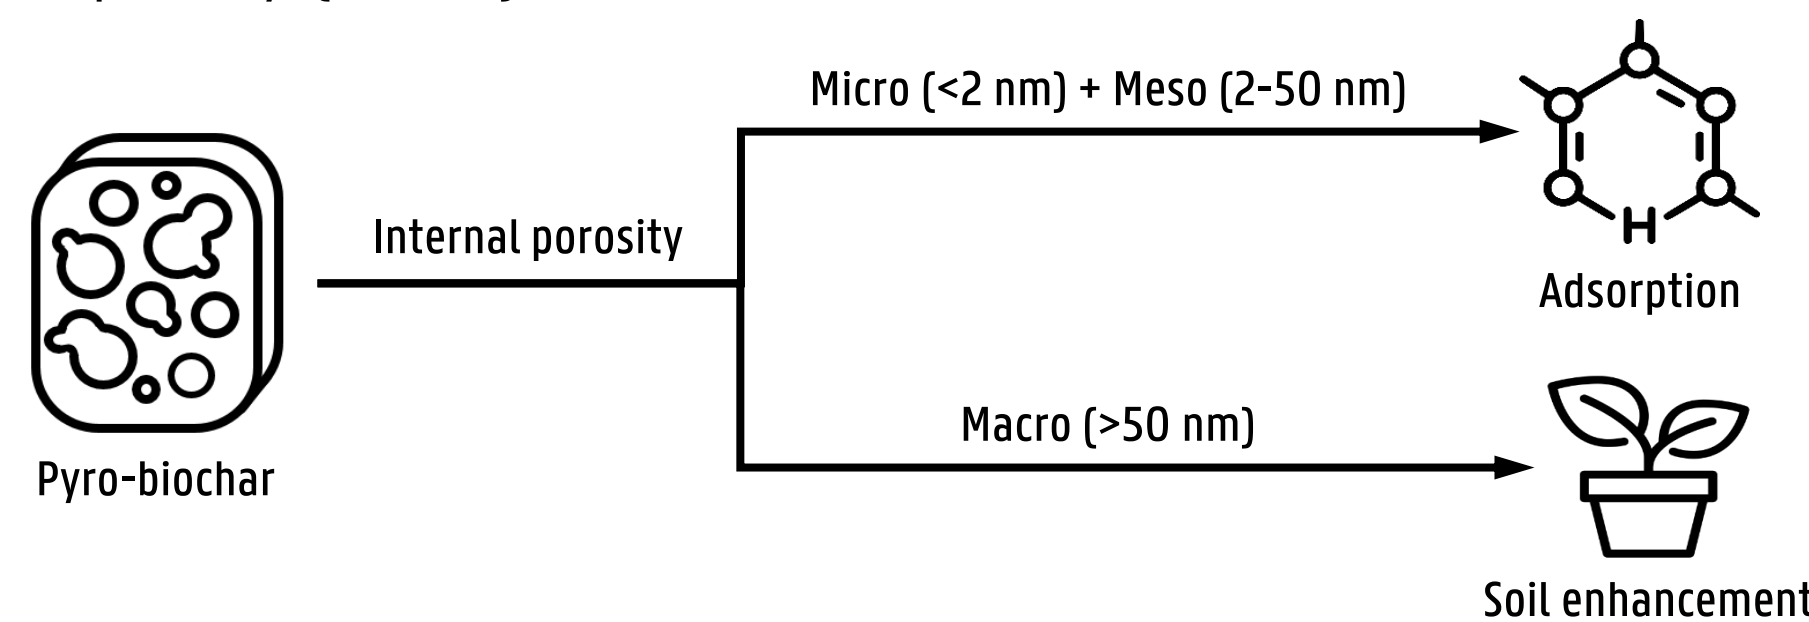 Internal porosity
Micro (<2 nm) + Meso (2-50 nm)
H
Adsorption
Macro (>50 nm)
Pyro-biochar
Soil enhancement